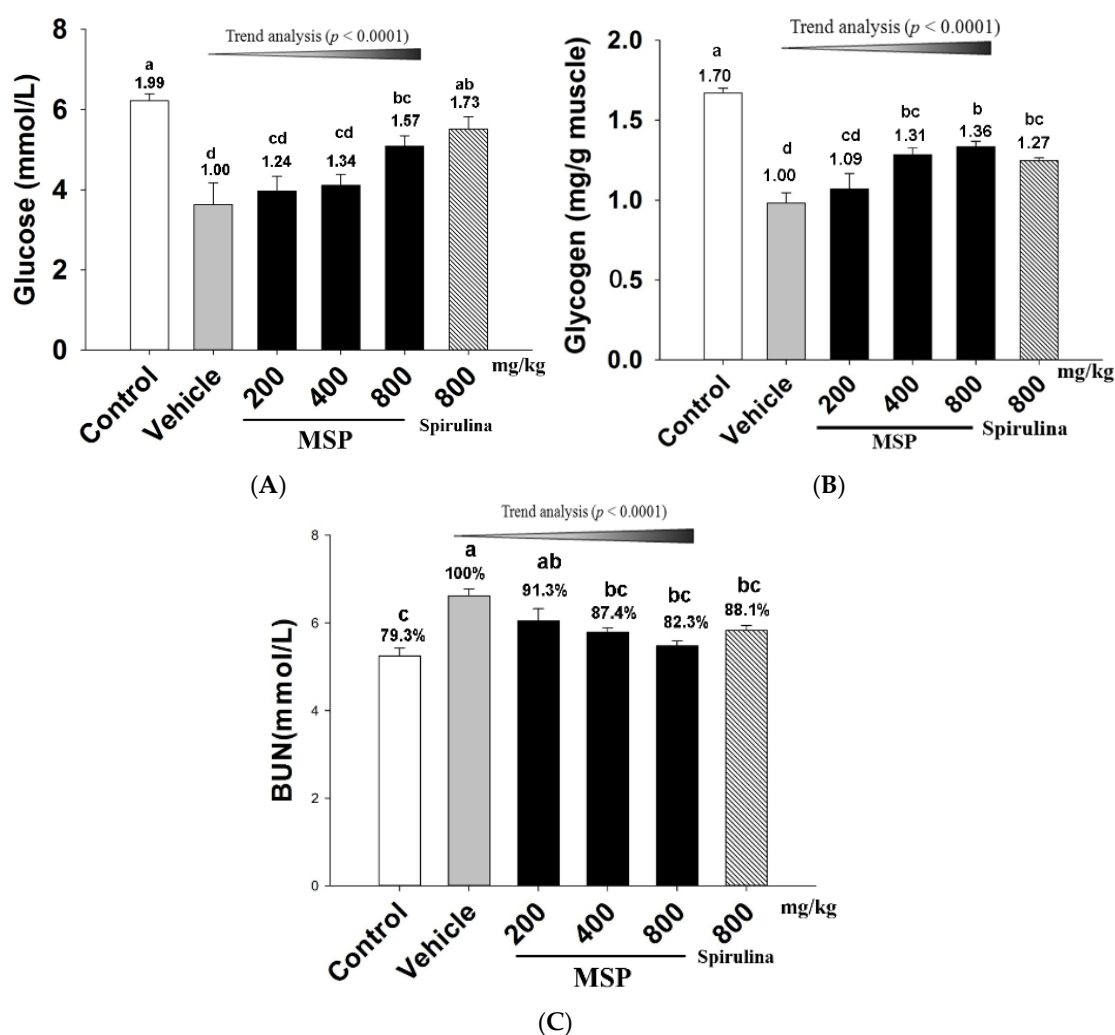 Trend analysis (p < 0.0001)
Glucose (mmol/L)
8
6
4
2
0
a
1.99
d
1.00
cd
1.24
cd
1.34
bc
1.57
ab
1.73
Control
Vehicle
200
400
800
800
mg/kg
MSP
Spirulina
(A)
Trend analysis (p < 0.0001)
Glycogen (mg/g muscle)
2.0
1.5
1.0
0.5
0.0
a
1.70
d
1.00
cd
1.09
bc
1.31
b
1.36
bc
1.27
Control
Vehicle
200
400
800
800
mg/kg
MSP
Spirulina
(B)
Trend analysis (p < 0.0001)
BUN(mmol/L)
8
6
4
2
0
c
79.3%
a
100%
ab
91.3%
bc
87.4%
bc
82.3%
bc
88.1%
Control
Vehicle
200
400
800
800
mg/kg
MSP
Spirulina
(C)